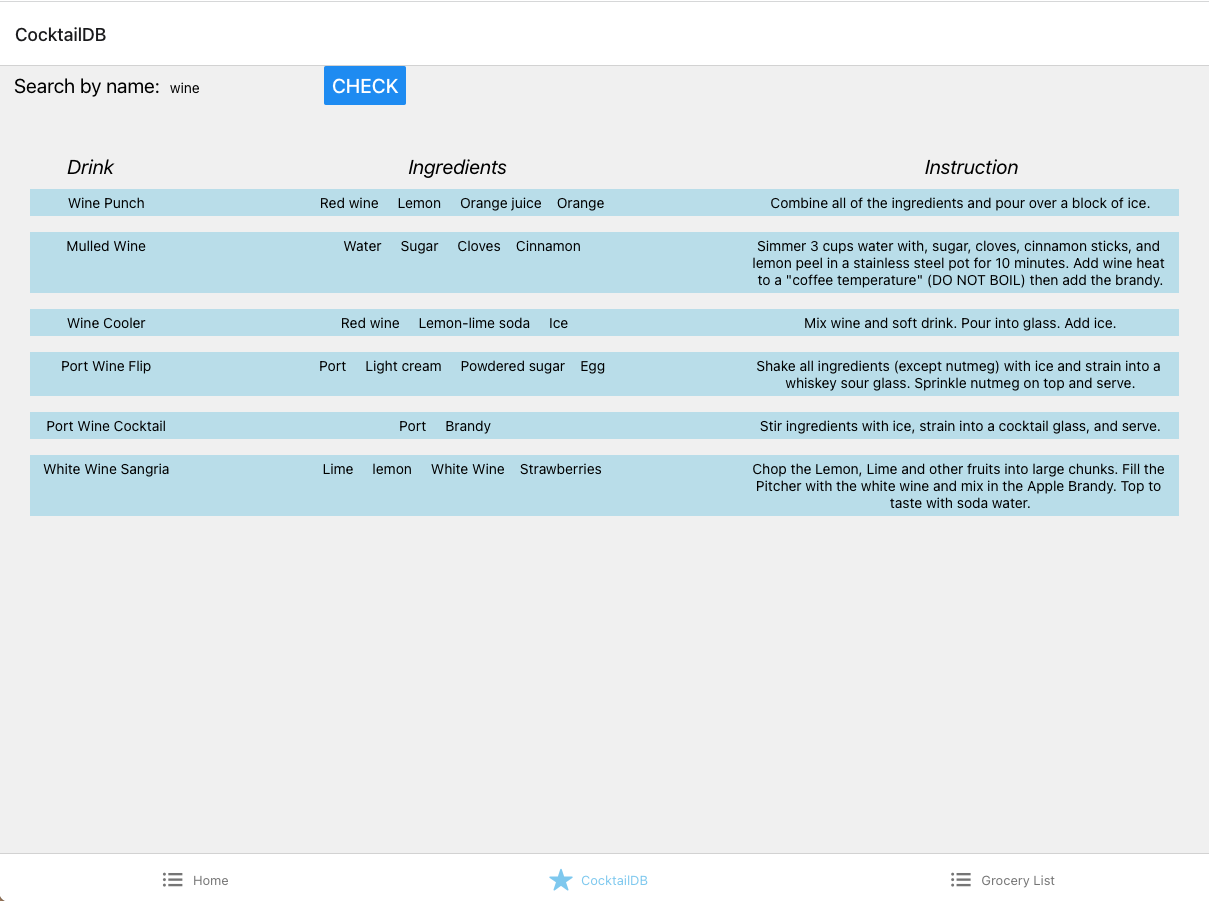 CocktailDB
Search by name: wine CHECK
Drink Ingredients Instruction
Wine Punch Red wine Lemon Orange juice Orange Combine all of the ingredients and pour over a block of ice.
Mulled Wine Water Sugar Cloves Cinnamon Simmer 3 cups water with, sugar, cloves, cinnamon sticks, and
lemon peel in a stainless steel pot for 10 minutes. Add wine heat
to a "coffee temperature" (DO NOT BOIL) then add the brandy.
Wine Cooler Red wine Lemon-lime soda Ice Mix wine and soft drink. Pour into glass. Add ice.
Port Wine Flip Port Light cream Powdered sugar Egg Shake all ingredients (except nutmeg) with ice and strain into a
whiskey sour glass. Sprinkle nutmeg on top and serve.
Port Wine Cocktail Port Brandy Stir ingredients with ice, strain into a cocktail glass, and serve.
White Wine Sangria Lime lemon White Wine Strawberries Chop the Lemon, Lime and other fruits into large chunks. Fill the
Pitcher with the white wine and mix in the Apple Brandy. Top to
taste with soda water.
Home CocktailDB Grocery List